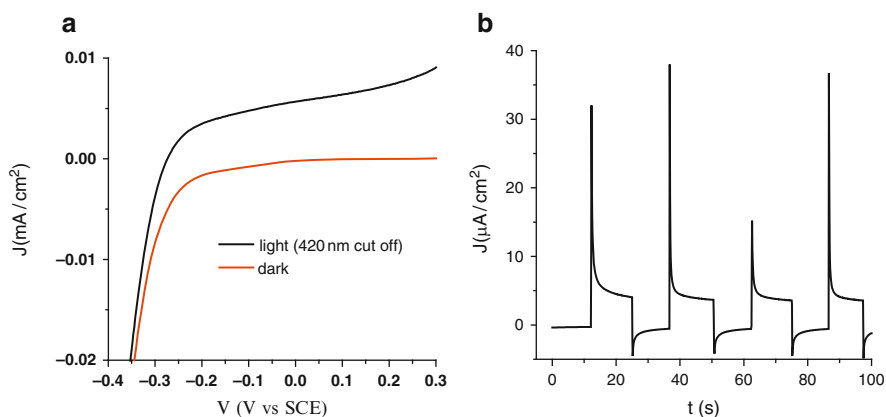 a
0.01
0.00
−0.01
−0.02
−0.4
−0.3
−0.2
−0.1
0.0
0.1
0.2
0.3
J(mA/cm²)
V (V vs SCE)
light (420 nm cut off)
dark
b
40
30
20
10
0
0
20
40
60
80
100
J(μA/cm²)
t (s)